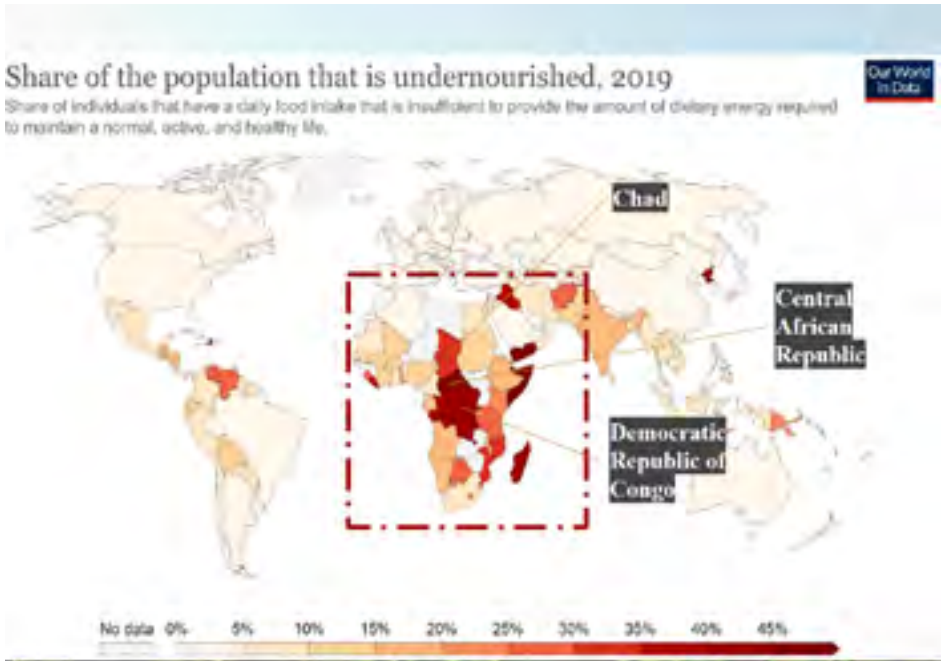 Share of the population that is undernourished, 2019
Our World
in Data
Share of individuals that have a daily food intake that is insufficient to provide the amount of dietary energy required
to maintain a normal, active, and healthy life.
Chad
Central
African
Republic
Democratic
Republic of
Congo
No data 0% 5% 10% 15% 20% 25% 30% 35% 40% 45%